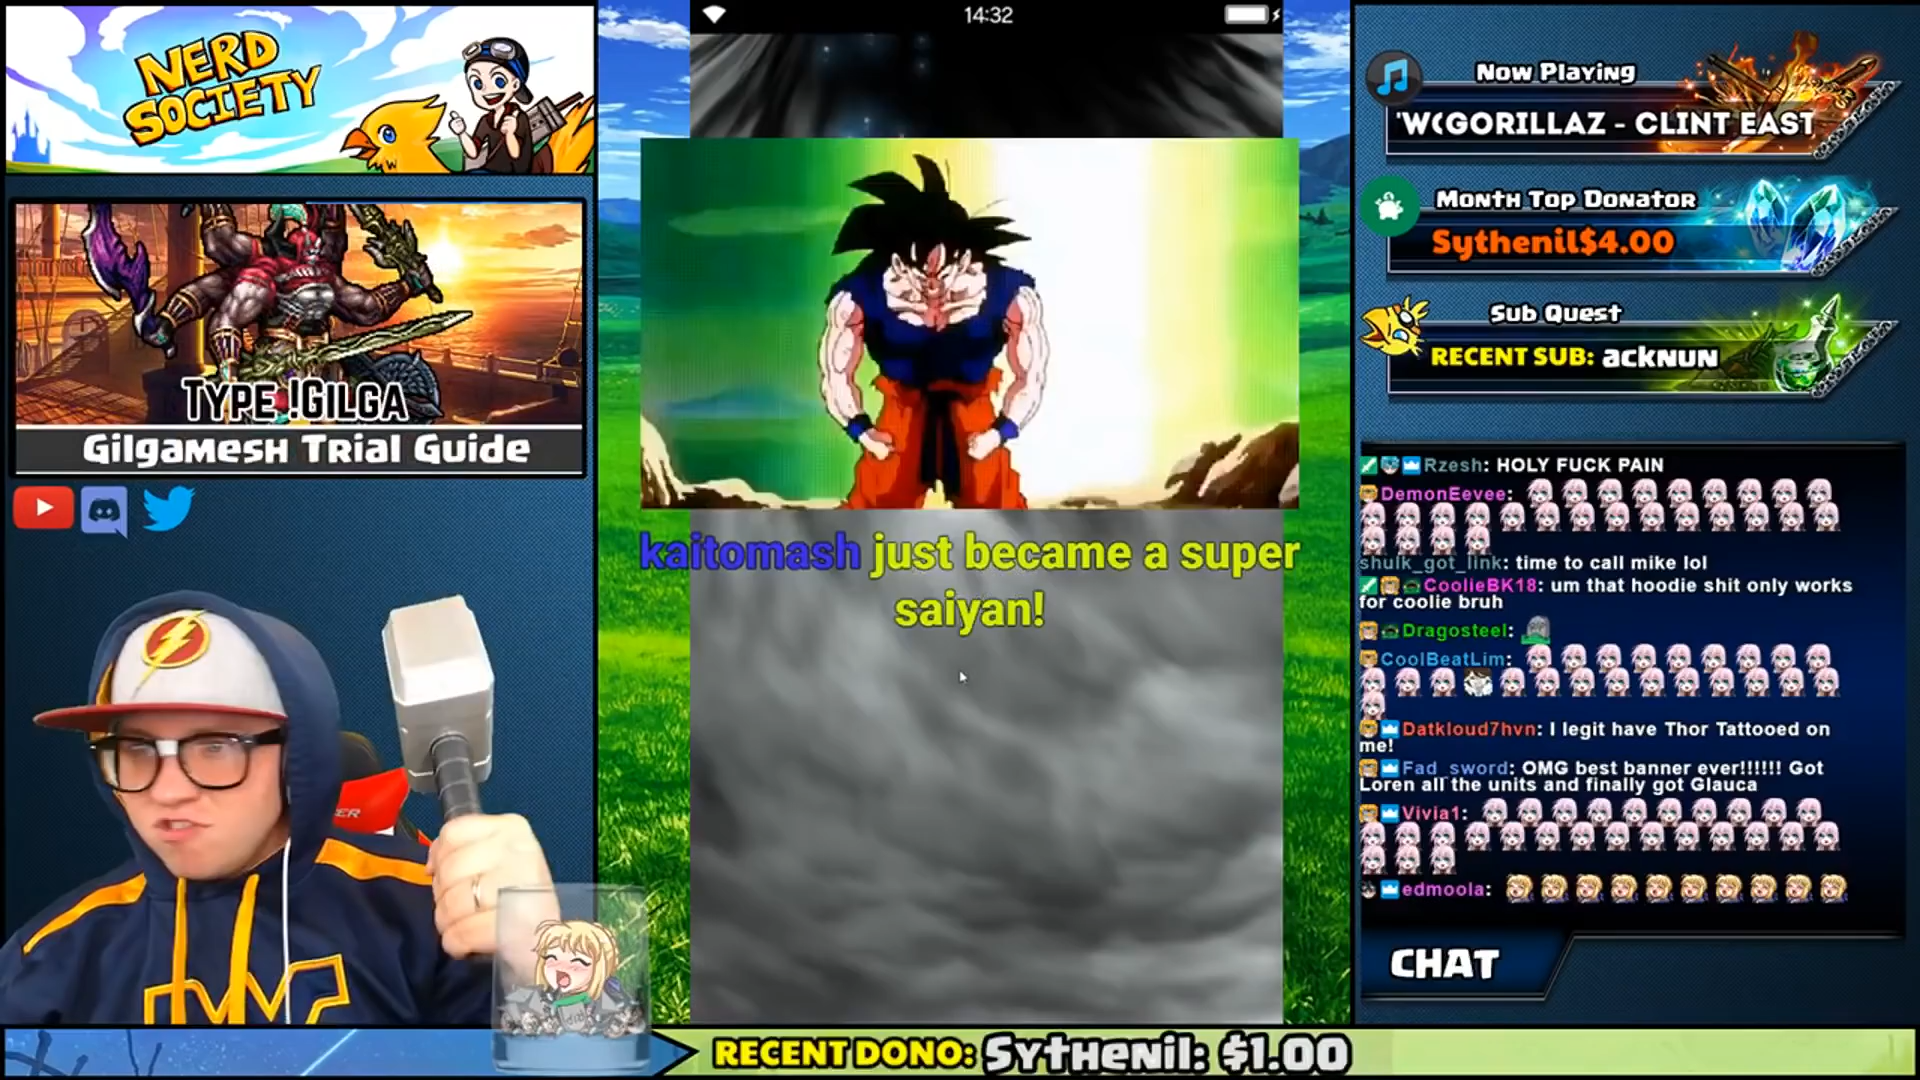 NERD
SOCIETY
TYPE !GILGA
GILGAMESH TRIAL GUIDE
14:32
kaitomash just became a super
saiyan!
Now Playing
'W(GORILLAZ - CLINT EAST
Month Top Donator
Sythenil$4.00
Sub Quest
RECENT SUB: acknun
Rzesh: HOLY FUCK PAIN
DemonEevee:
shulk_got_link: time to call mike lol
CoolieBK18: um that hoodie shit only works
for coolie bruh
Dragosteel:
CoolBeatLim:
Datkloud7hvn: I legit have Thor Tattooed on
me!
Fad_sword: OMG best banner ever!!!!!! Got
Loren all the units and finally got Glauca
Vivia1:
edmoola:
CHAT
RECENT DONO: Sythenil: $1.00